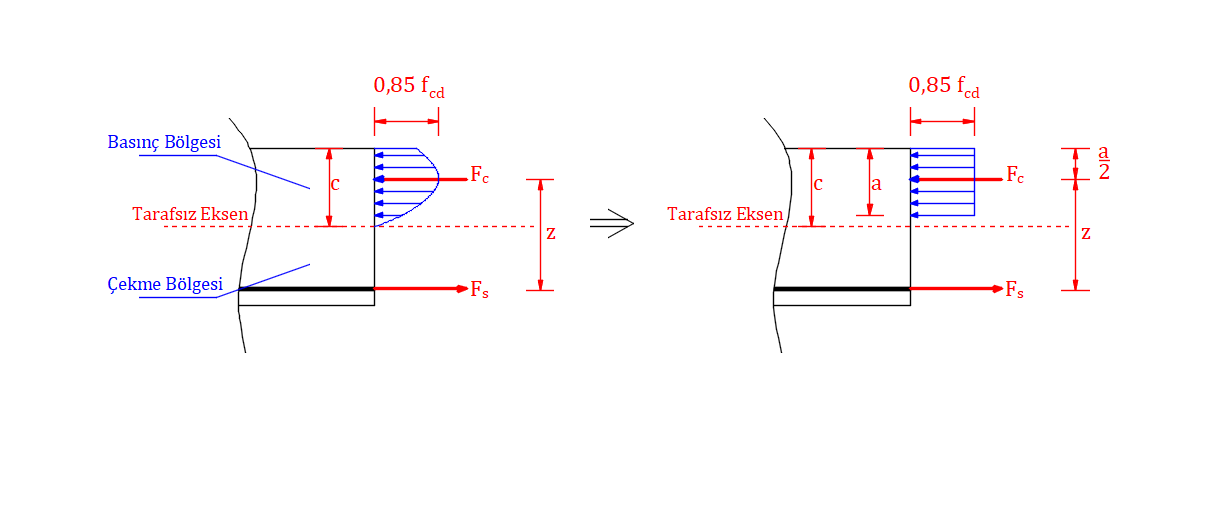 0,85 fcd
Basınç Bölgesi
c
Fc
Tarafsız Eksen
z
Çekme Bölgesi
Fs
0,85 fcd
a
2
c
a
Fc
Tarafsız Eksen
z
Fs